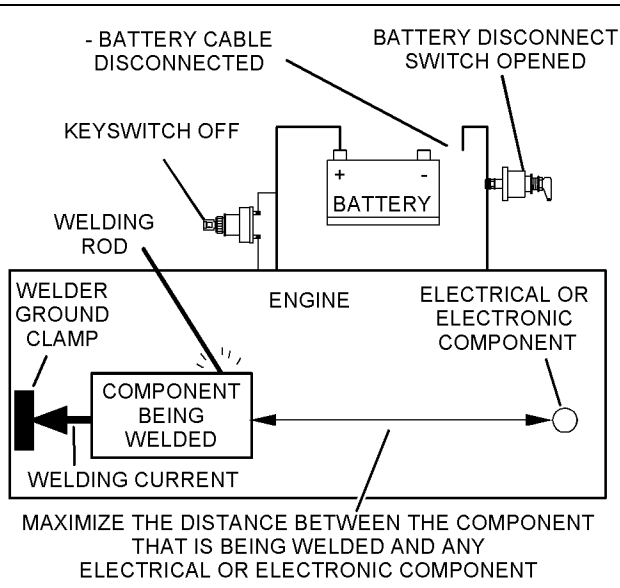 - BATTERY CABLE
DISCONNECTED
BATTERY DISCONNECT
SWITCH OPENED
KEYSWITCH OFF
+
-
BATTERY
WELDING
ROD
WELDER
GROUND
CLAMP
ENGINE
ELECTRICAL OR
ELECTRONIC
COMPONENT
COMPONENT
BEING
WELDED
WELDING CURRENT
MAXIMIZE THE DISTANCE BETWEEN THE COMPONENT
THAT IS BEING WELDED AND ANY
ELECTRICAL OR ELECTRONIC COMPONENT